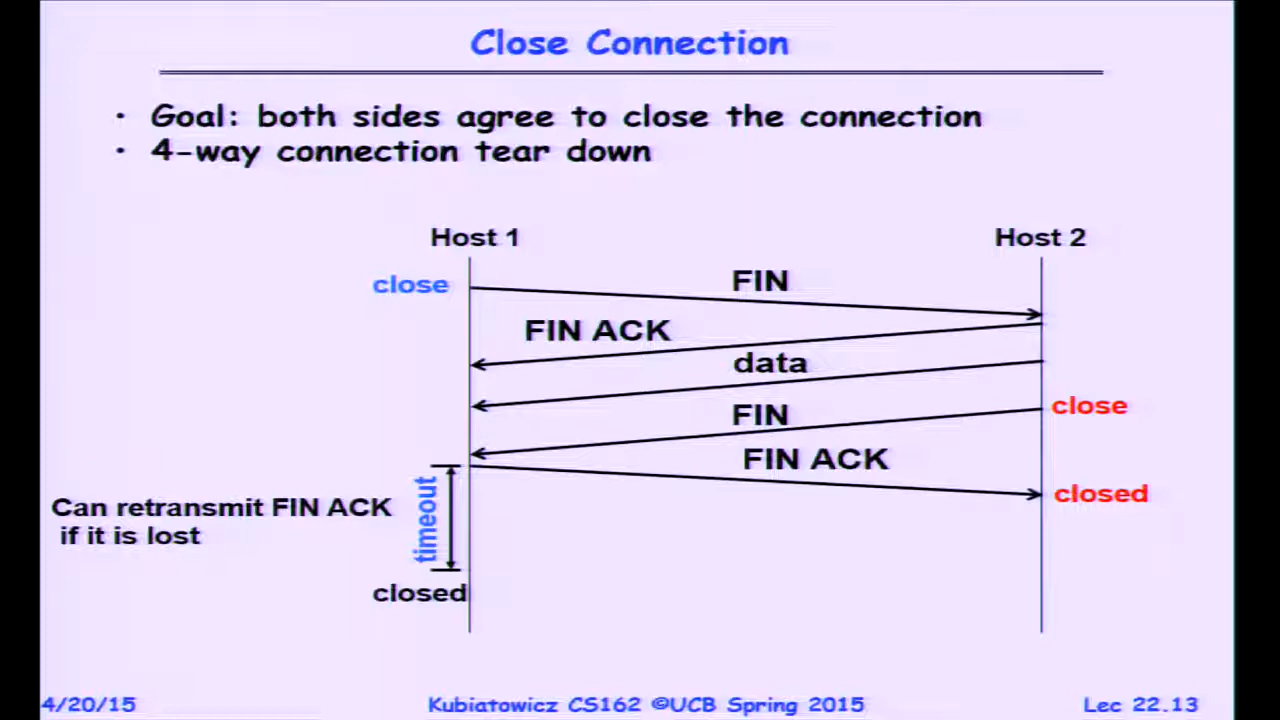 Close Connection
• Goal: both sides agree to close the connection
• 4-way connection tear down
Host 1
Host 2
close
FIN
FIN ACK
data
close
FIN
FIN ACK
closed
timeout
Can retransmit FIN ACK
if it is lost
closed
4/20/15
Kubiatowicz CS162 ©UCB Spring 2015
Lec 22.13